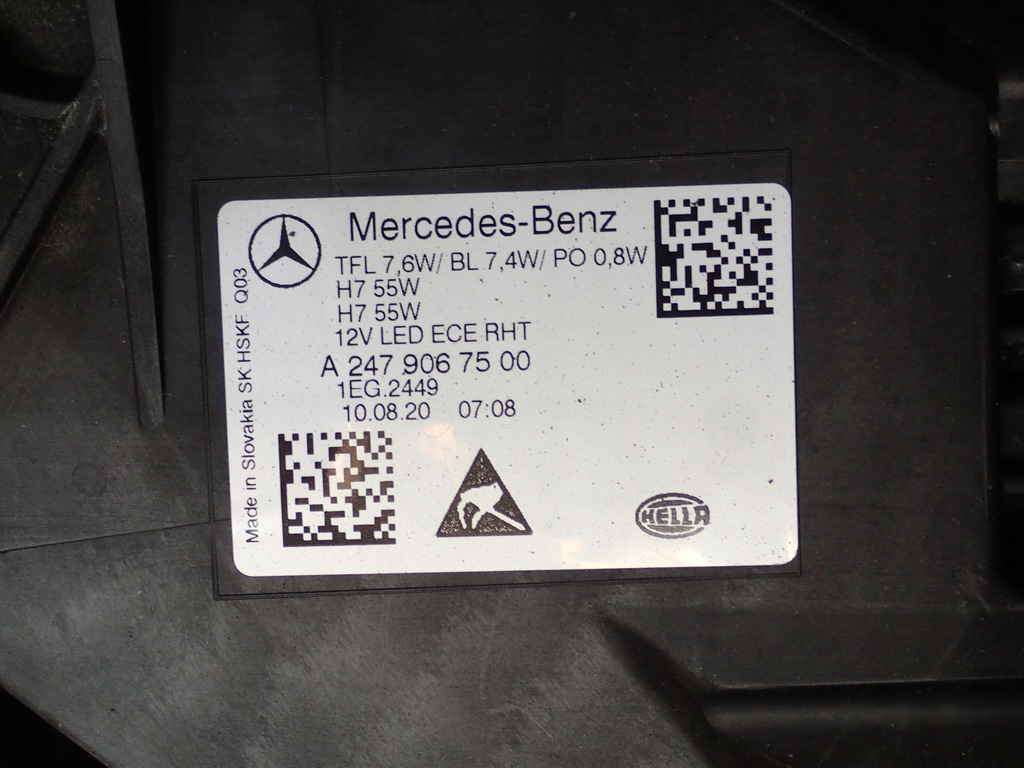 Mercedes-Benz
TFL 7,6W/ BL 7,4W/ PO 0,8W
H7 55W
H7 55W
12V LED ECE RHT
A 247 906 75 00
1EG.2449
10.08.20 07:08
Made in Slovakia SK HSKF Q03
HELLA